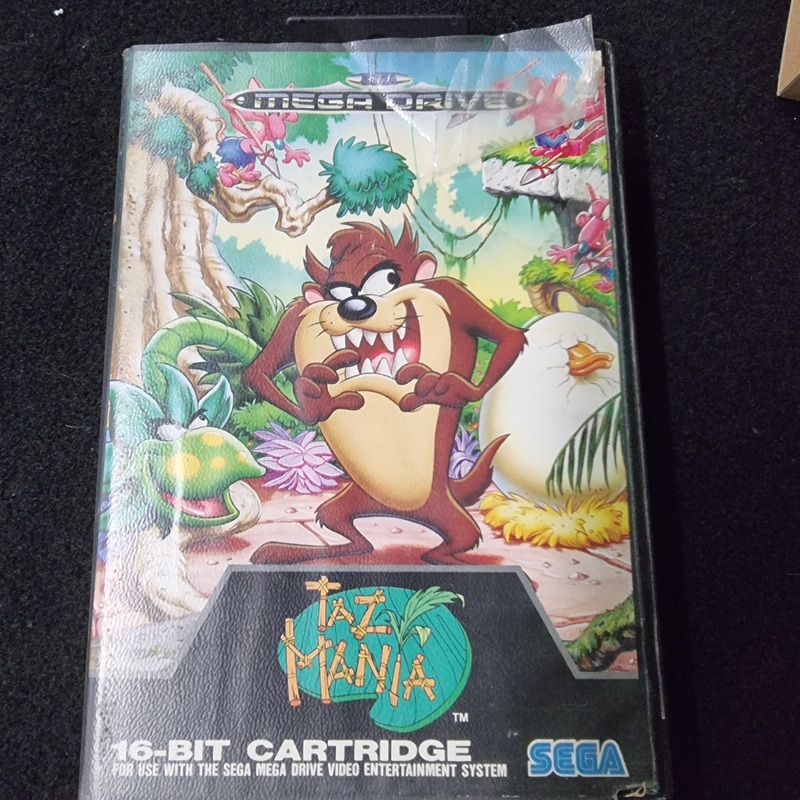 SEGA
MEGA DRIVE
TAZ
MANIA
TM
16-BIT CARTRIDGE
FOR USE WITH THE SEGA MEGA DRIVE VIDEO ENTERTAINMENT SYSTEM
SEGA